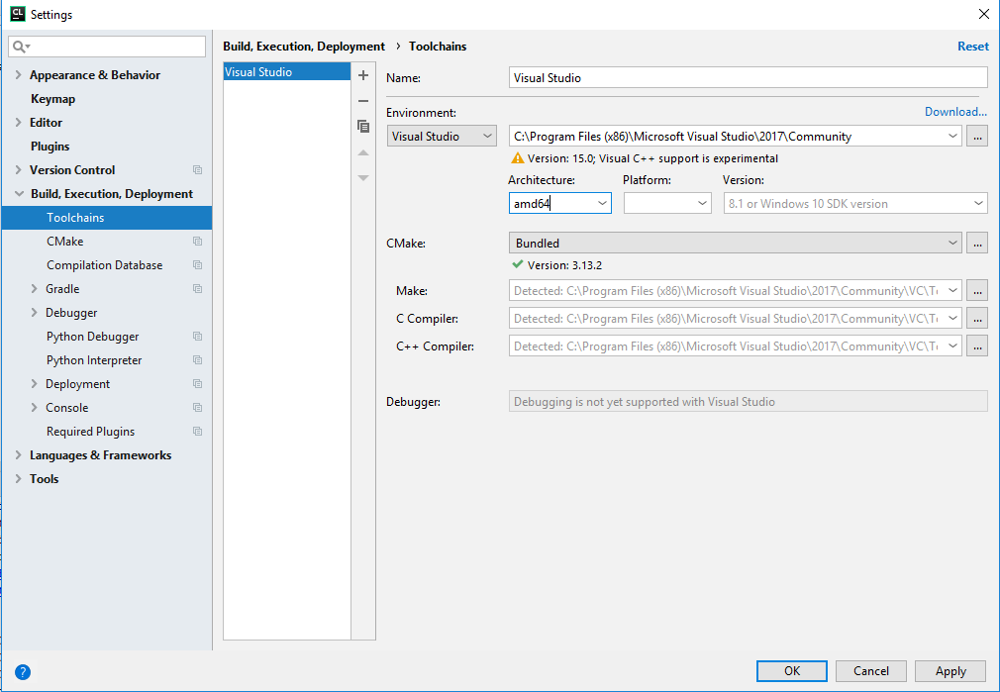 CL Settings
Build, Execution, Deployment › Toolchains Reset
Appearance & Behavior
Keymap
Editor
Plugins
Version Control
Build, Execution, Deployment
Toolchains
CMake
Compilation Database
Gradle
Debugger
Python Debugger
Python Interpreter
Deployment
Console
Required Plugins
Languages & Frameworks
Tools
Visual Studio
Name: Visual Studio
Environment: Download...
Visual Studio C:\Program Files (x86)\Microsoft Visual Studio\2017\Community ...
Version: 15.0; Visual C++ support is experimental
Architecture: Platform: Version:
amd64 8.1 or Windows 10 SDK version
CMake: Bundled ...
Version: 3.13.2
Make: Detected: C:\Program Files (x86)\Microsoft Visual Studio\2017\Community\VC\T ...
C Compiler: Detected: C:\Program Files (x86)\Microsoft Visual Studio\2017\Community\VC\T ...
C++ Compiler: Detected: C:\Program Files (x86)\Microsoft Visual Studio\2017\Community\VC\T ...
Debugger: Debugging is not yet supported with Visual Studio
? OK Cancel Apply